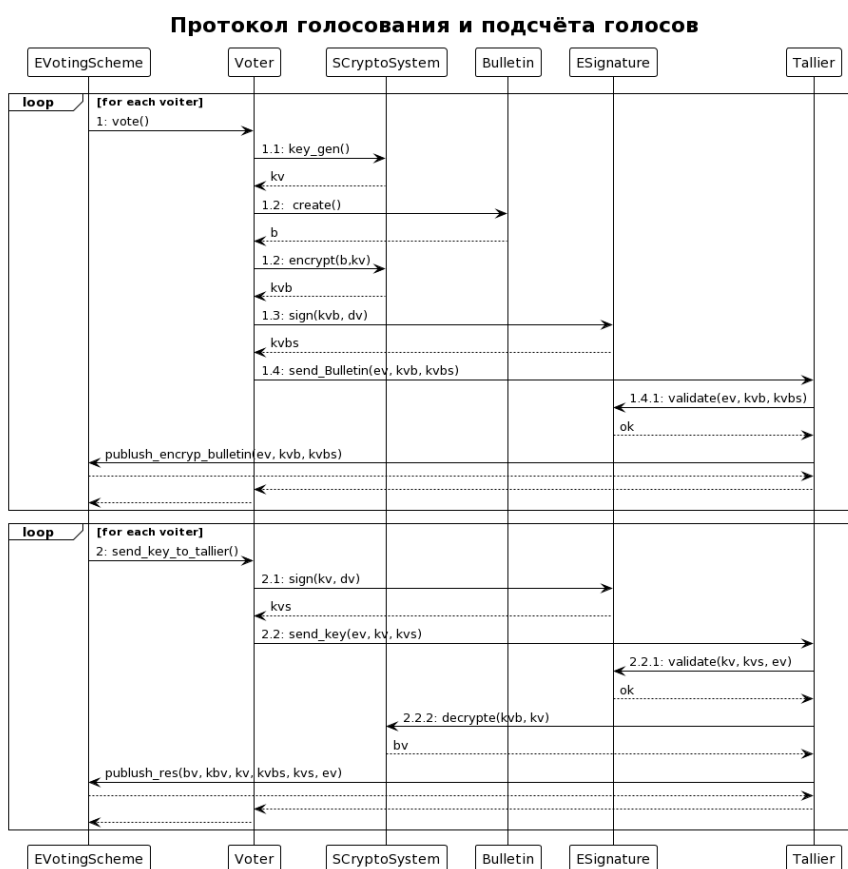 Протокол голосования и подсчёта голосов
EVotingScheme Voter SCryptoSystem Bulletin ESignature Tallier
loop [for each voiter]
1: vote()
1.1: key_gen()
kv
1.2:  create()
b
1.2: encrypt(b,kv)
kvb
1.3: sign(kvb, dv)
kvbs
1.4: send_Bulletin(ev, kvb, kvbs)
1.4.1: validate(ev, kvb, kvbs)
ok
publush_encryp_bulletin(ev, kvb, kvbs)
loop [for each voiter]
2: send_key_to_tallier()
2.1: sign(kv, dv)
kvs
2.2: send_key(ev, kv, kvs)
2.2.1: validate(kv, kvs, ev)
ok
2.2.2: decrypte(kvb, kv)
bv
publush_res(bv, kbv, kv, kvbs, kvs, ev)
EVotingScheme Voter SCryptoSystem Bulletin ESignature Tallier